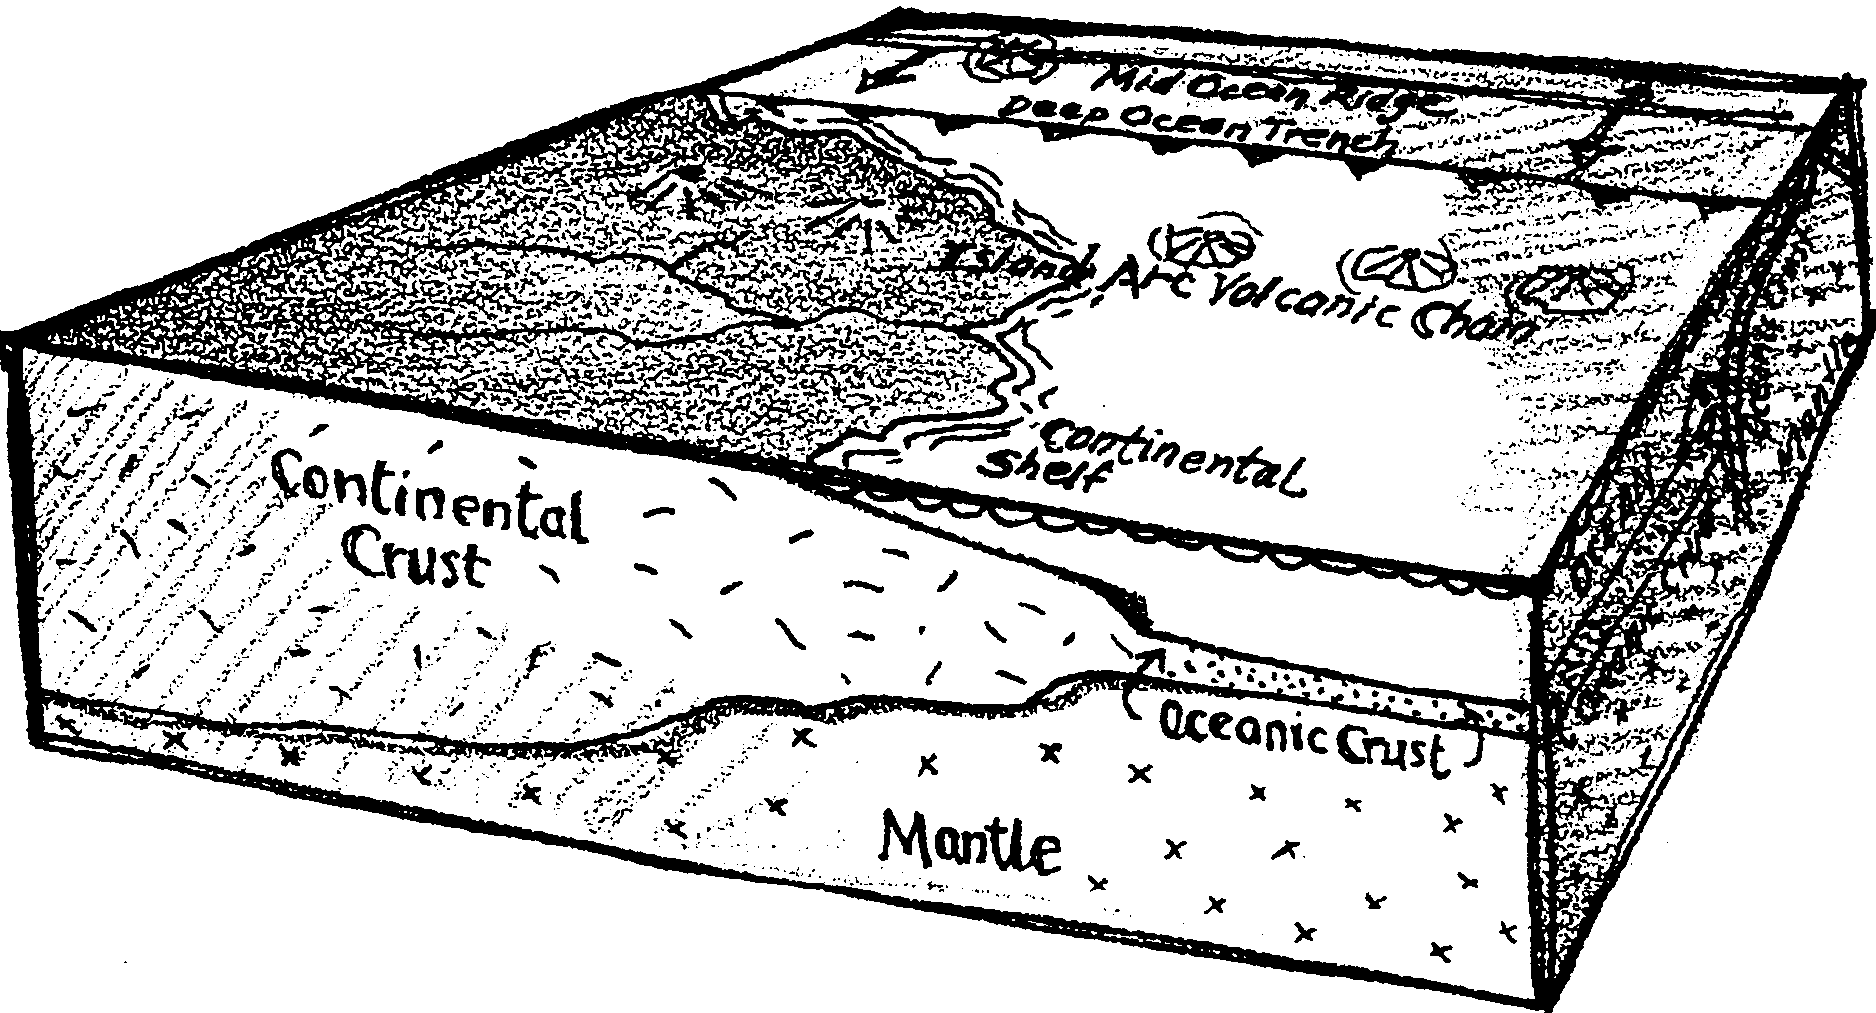 Mid Ocean Ridge
Deep Ocean Trench
Island Arc Volcanic Chain
Continental
Shelf
Continental
Crust
Oceanic Crust
Mantle